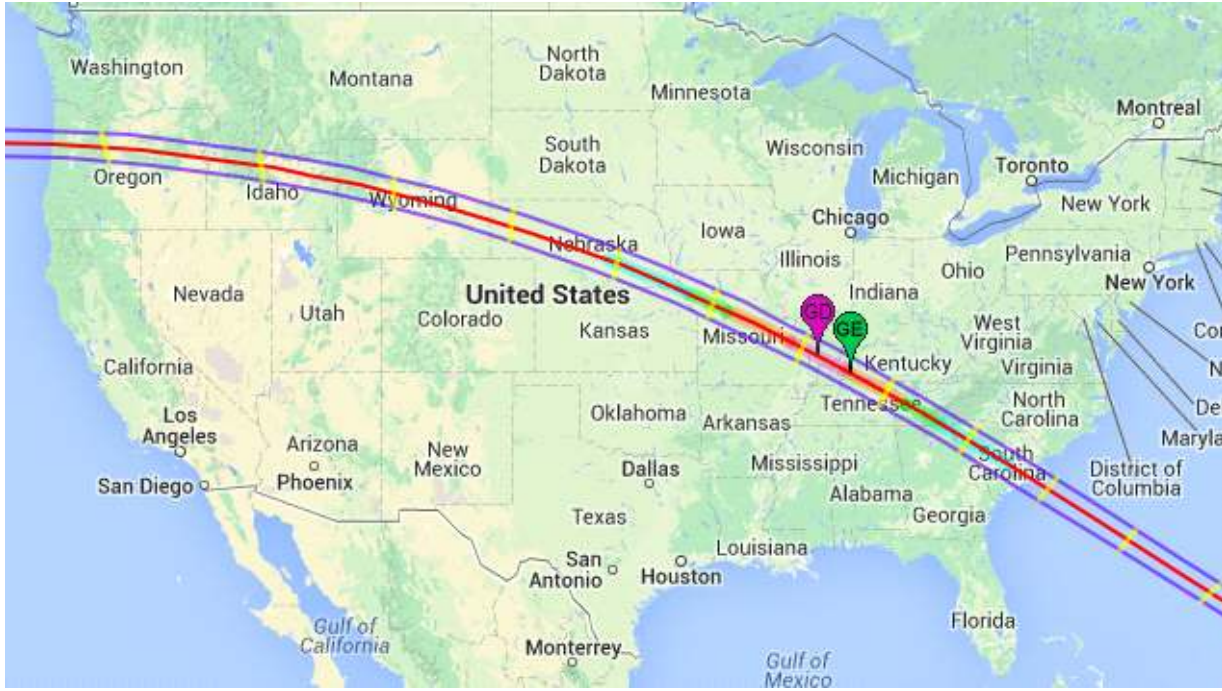 Washington
Montana
North
Dakota
Minnesota
Montreal
South
Dakota
Wisconsin
Michigan
Toronto
Oregon
Idaho
Wyoming
New York
Chicago
Iowa
Nebraska
Illinois
Pennsylvania
Ohio
New York
Nevada
United States
Indiana
Utah
Colorado
Kansas
Missouri
GD
GE
West
Virginia
Kentucky
Virginia
California
Los
Angeles
Oklahoma
Tennessee
North
Carolina
Arkansas
Arizona
Phoenix
New
Mexico
Dallas
Mississippi
South
Carolina
District of
Columbia
San Diego
Alabama
Georgia
Texas
Louisiana
San
Antonio
Houston
Florida
Gulf of
California
Monterrey
Gulf of
Mexico
Co
N
De
Maryla